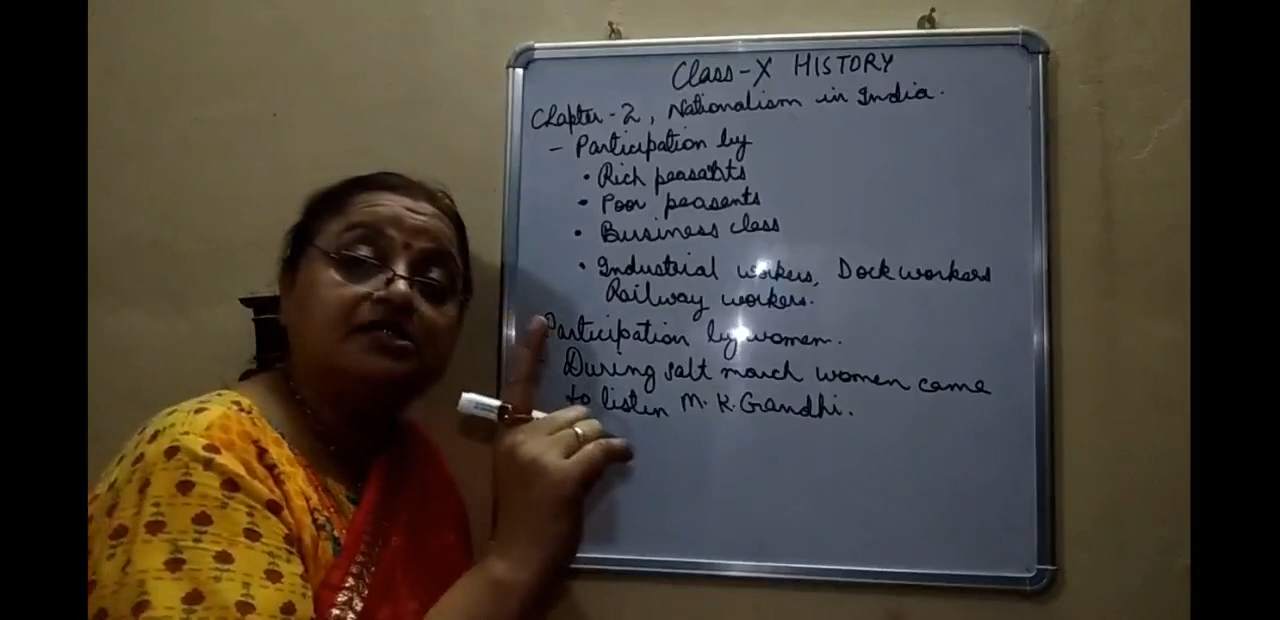 Class-X HISTORY
Chapter-2, Nationalism in India.
- Participation by
• Rich peasants
• Poor peasents
• Business class
• Industrial workers, Dock workers
Railway workers.
Participation by women.
During salt march women came
to listen M.K.Gandhi.